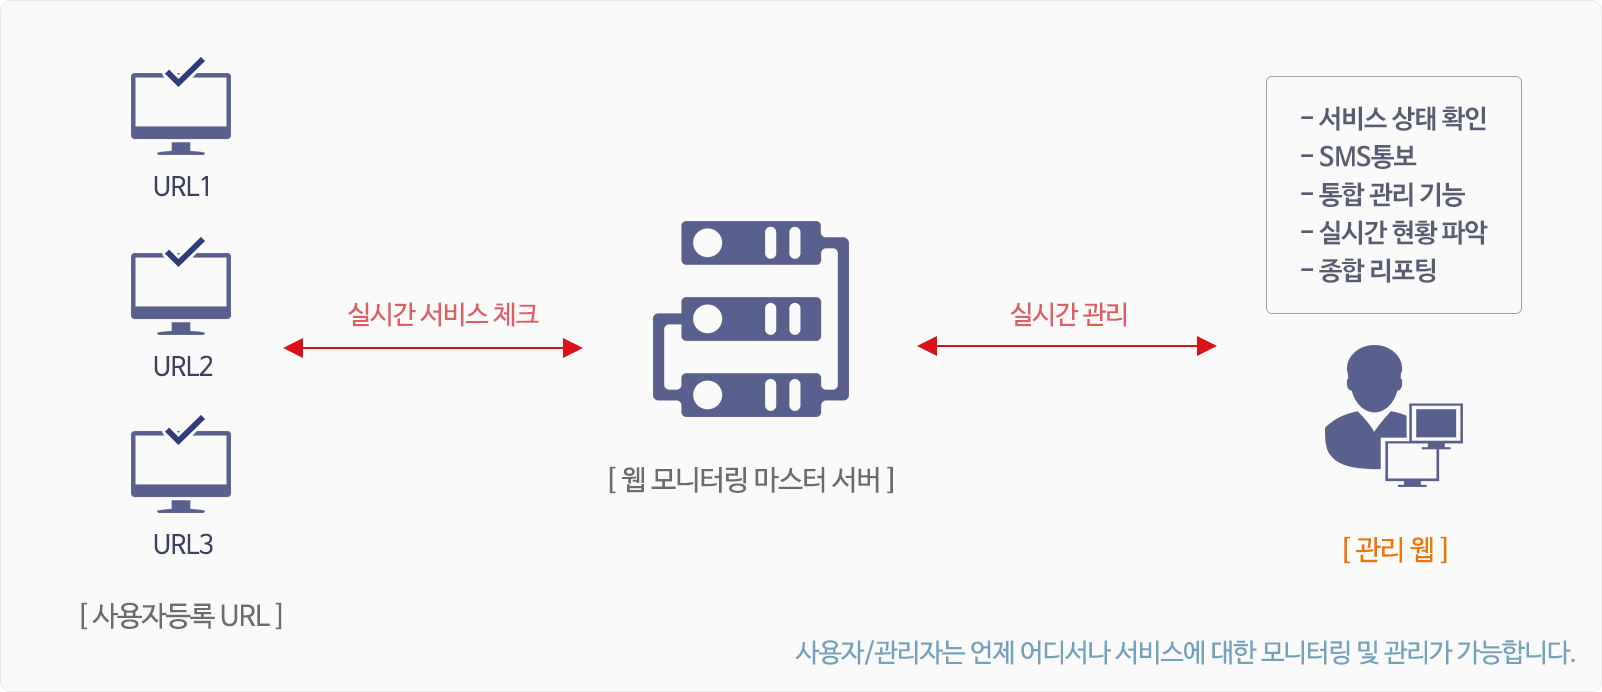 URL1
URL2
URL3
[ 사용자등록 URL ]
실시간 서비스 체크
[ 웹 모니터링 마스터 서버 ]
실시간 관리
- 서비스 상태 확인
- SMS통보
- 통합 관리 기능
- 실시간 현황 파악
- 종합 리포팅
[ 관리 웹 ]
사용자/관리자는 언제 어디서나 서비스에 대한 모니터링 및 관리가 가능합니다.